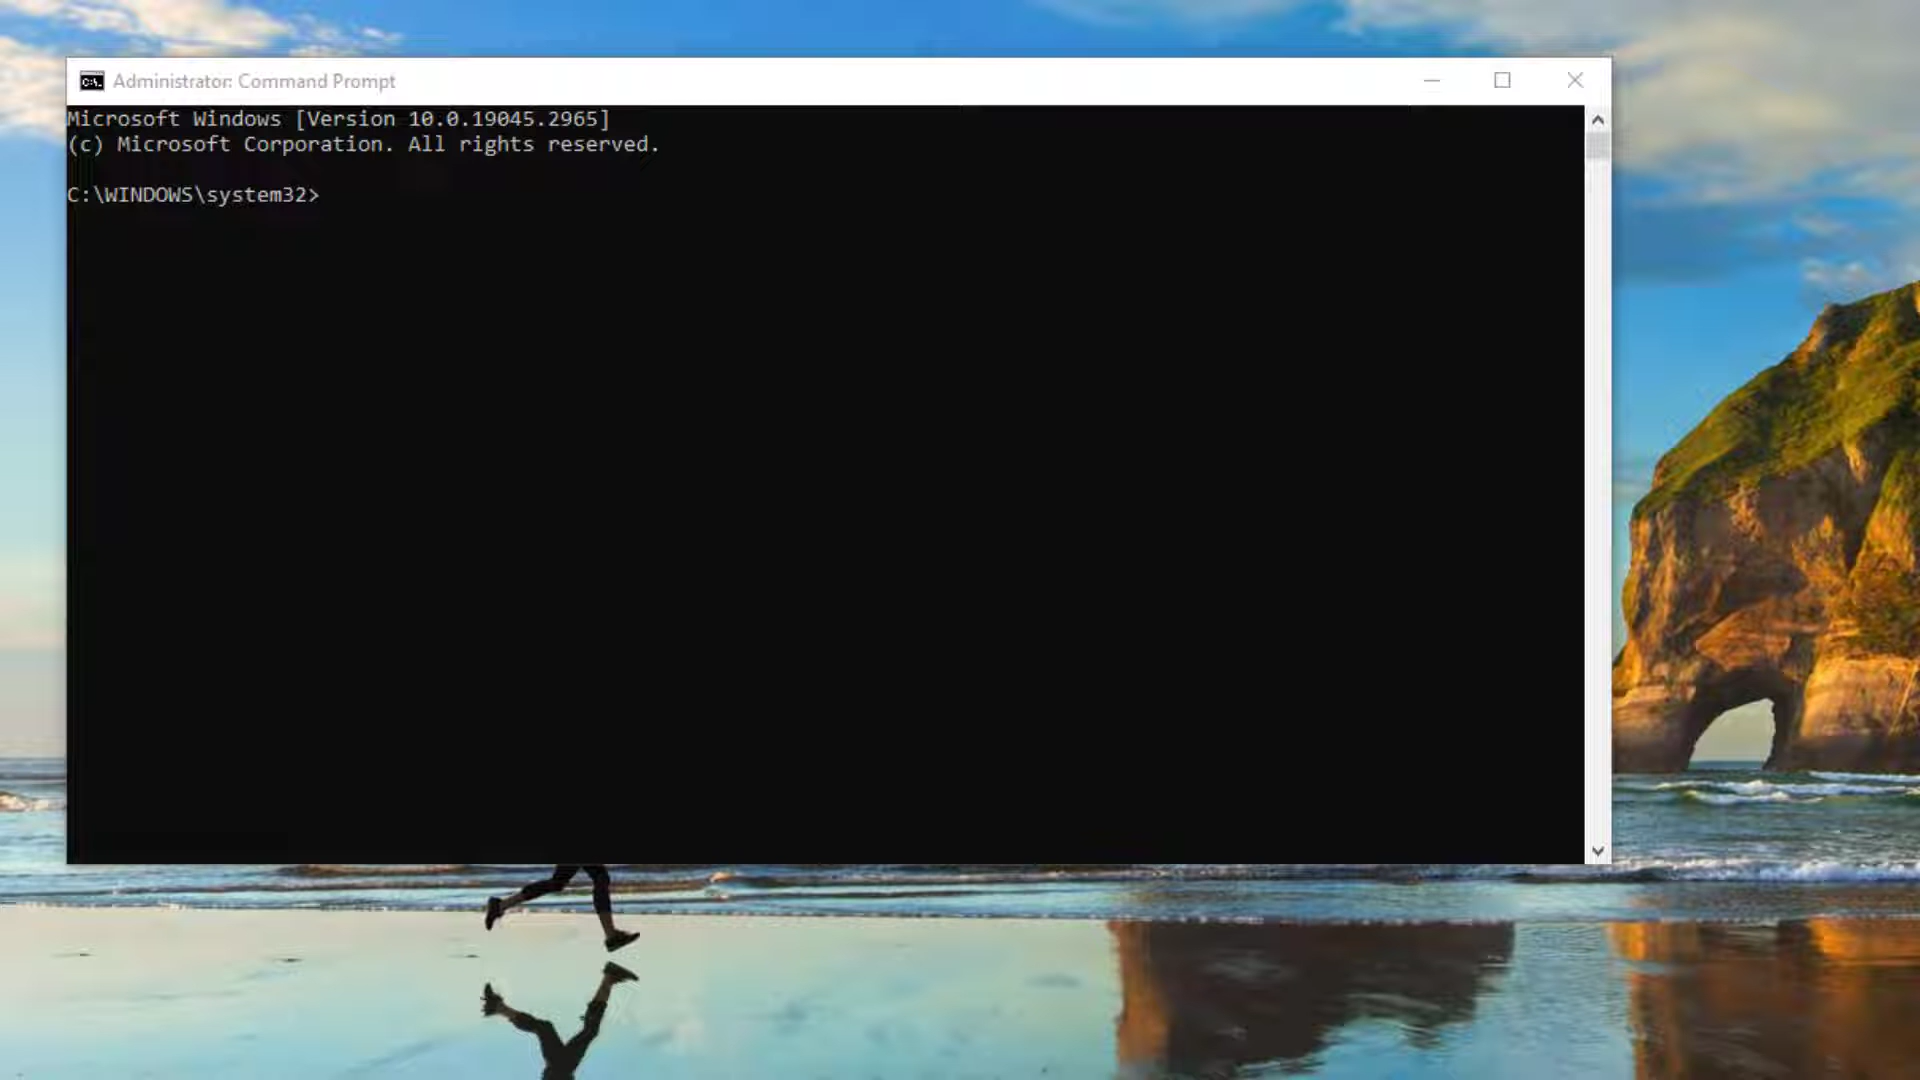 Administrator: Command Prompt
Microsoft Windows [Version 10.0.19045.2965]
(c) Microsoft Corporation. All rights reserved.
C:\WINDOWS\system32>